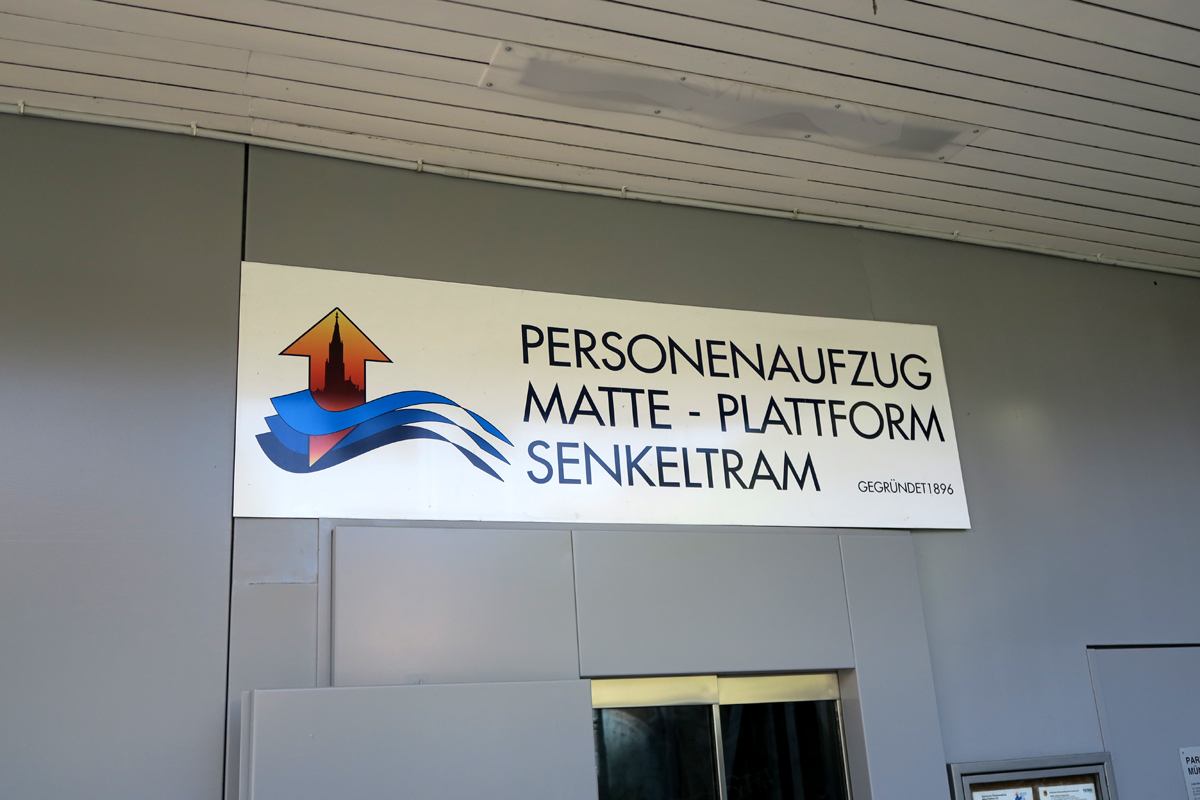 PERSONENAUFZUG
MATTE - PLATTFORM
SENKELTRAM
GEGRÜNDET1896